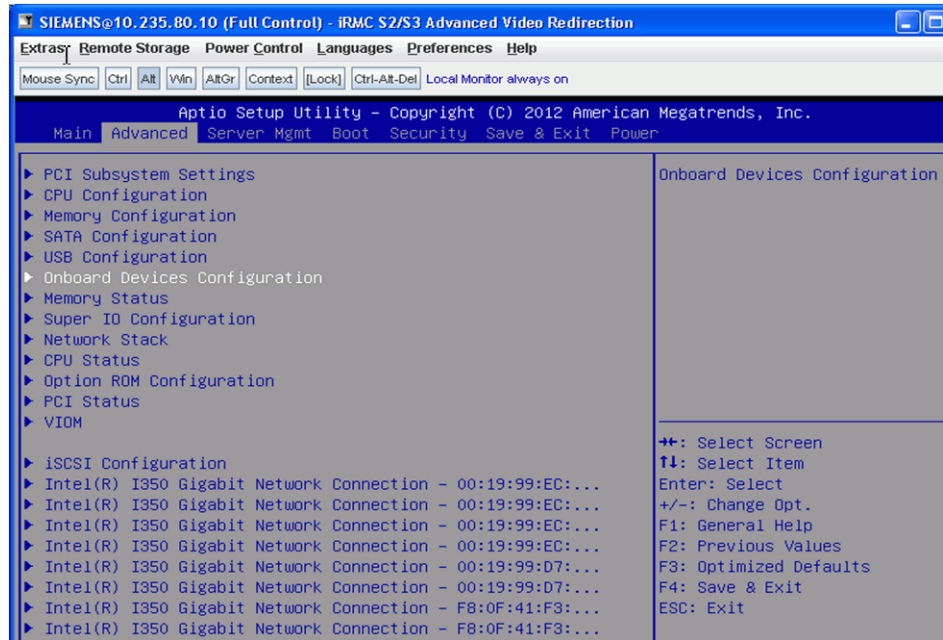 SIEMENS@10.235.80.10 (Full Control) - iRMC S2/S3 Advanced Video Redirection
Extras Remote Storage Power Control Languages Preferences Help
Mouse Sync Ctrl Alt Win AltGr Context [Lock] Ctrl-Alt-Del Local Monitor always on
Aptio Setup Utility – Copyright (C) 2012 American Megatrends, Inc.
Main Advanced Server Mgmt Boot Security Save & Exit Power
PCI Subsystem Settings
CPU Configuration
Memory Configuration
SATA Configuration
USB Configuration
Onboard Devices Configuration
Memory Status
Super IO Configuration
Network Stack
CPU Status
Option ROM Configuration
PCI Status
VIOM
iSCSI Configuration
Intel(R) I350 Gigabit Network Connection – 00:19:99:EC:...
Intel(R) I350 Gigabit Network Connection – 00:19:99:EC:...
Intel(R) I350 Gigabit Network Connection – 00:19:99:EC:...
Intel(R) I350 Gigabit Network Connection – 00:19:99:EC:...
Intel(R) I350 Gigabit Network Connection – 00:19:99:D7:...
Intel(R) I350 Gigabit Network Connection – 00:19:99:D7:...
Intel(R) I350 Gigabit Network Connection – F8:0F:41:F3:...
Intel(R) I350 Gigabit Network Connection – F8:0F:41:F3:...
Onboard Devices Configuration
→←: Select Screen
↑↓: Select Item
Enter: Select
+/-: Change Opt.
F1: General Help
F2: Previous Values
F3: Optimized Defaults
F4: Save & Exit
ESC: Exit